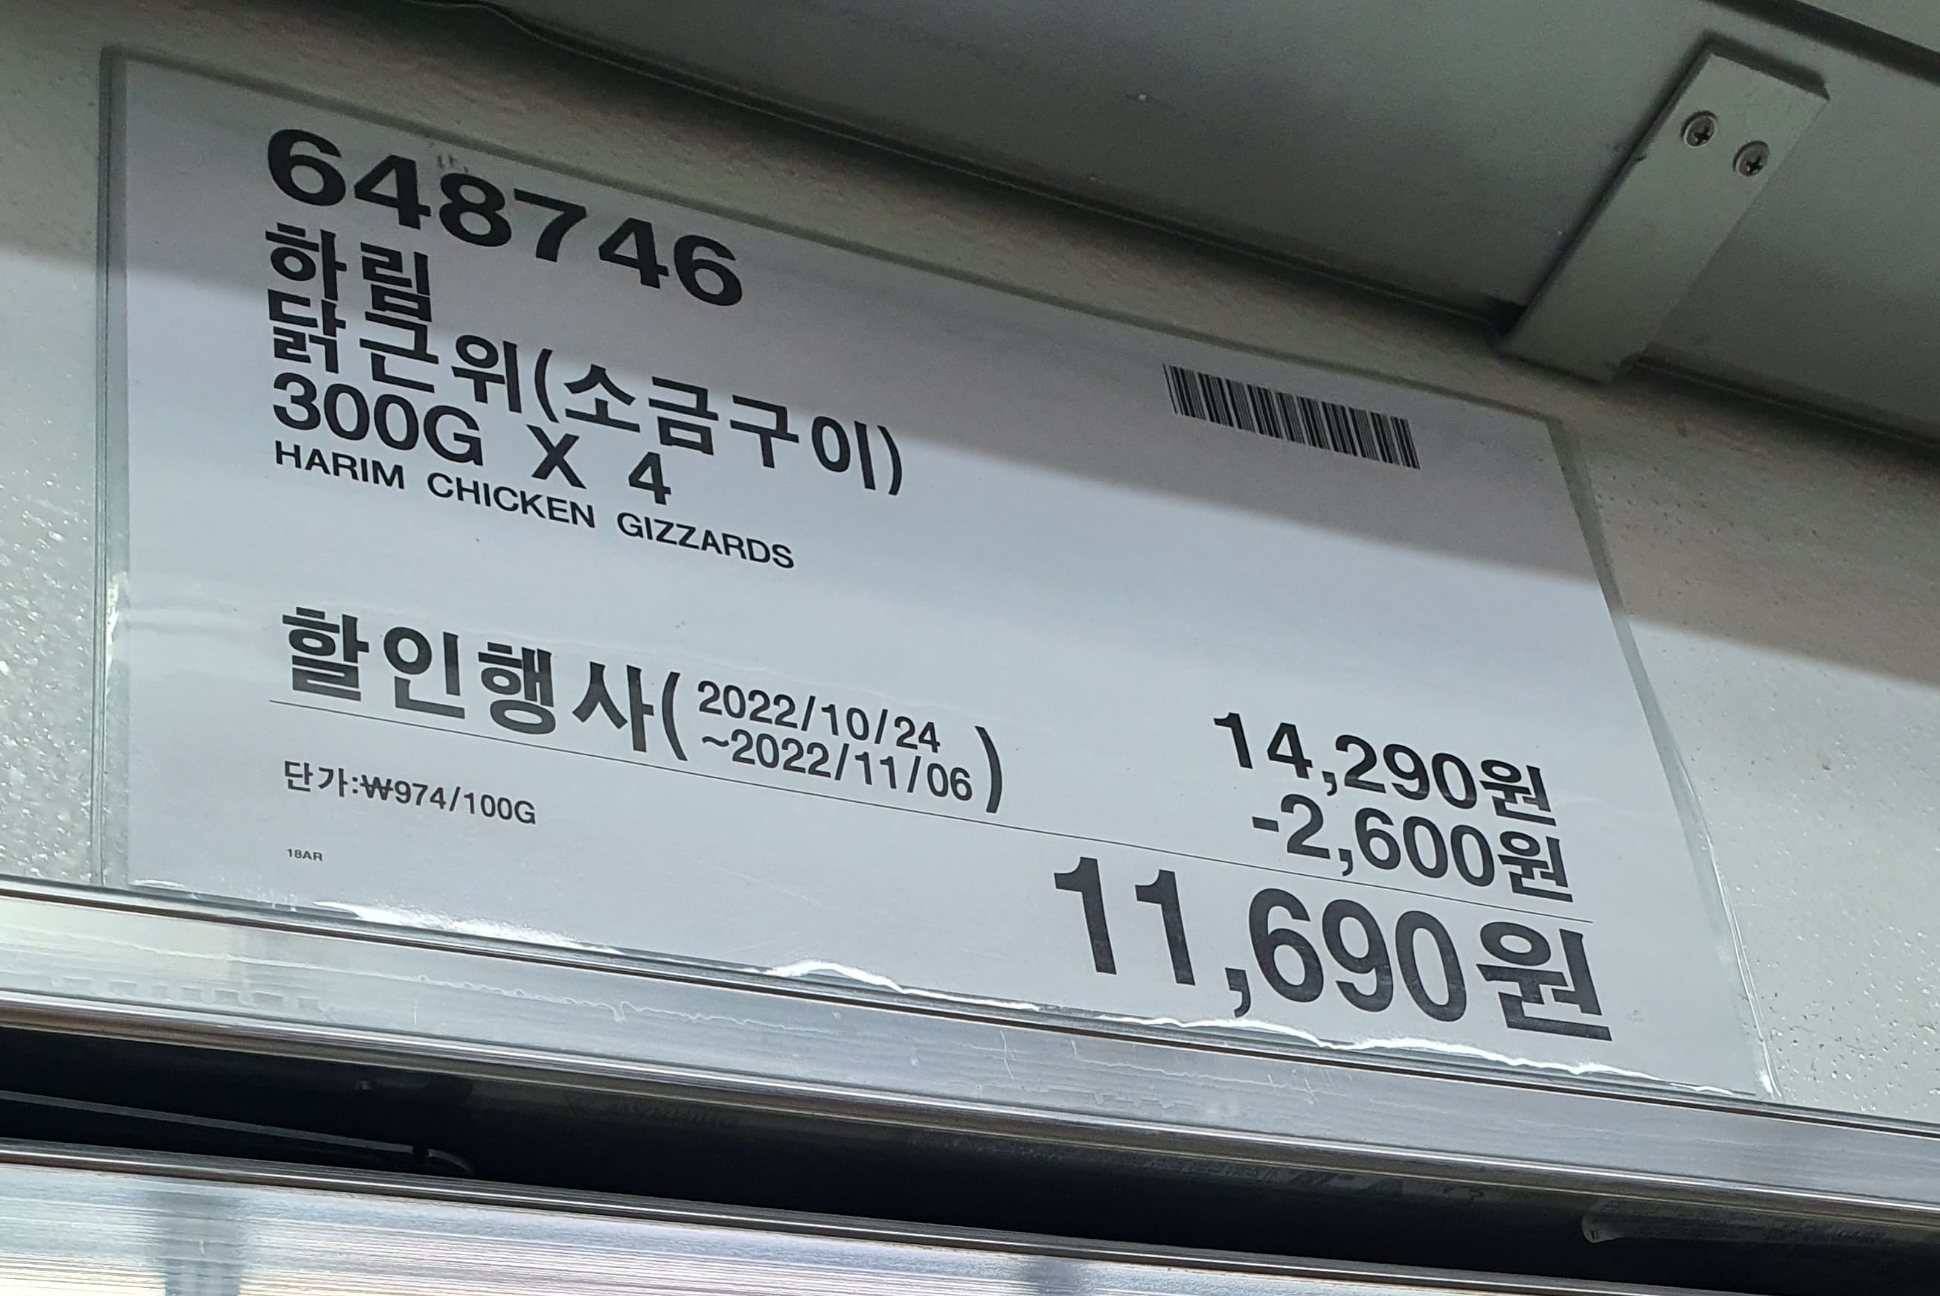 648746
하림
닭근위(소금구이)
300G X 4
HARIM CHICKEN GIZZARDS
할인행사(2022/10/24
~2022/11/06)
14,290원
-2,600원
단가:₩974/100G
11,690원
18AR